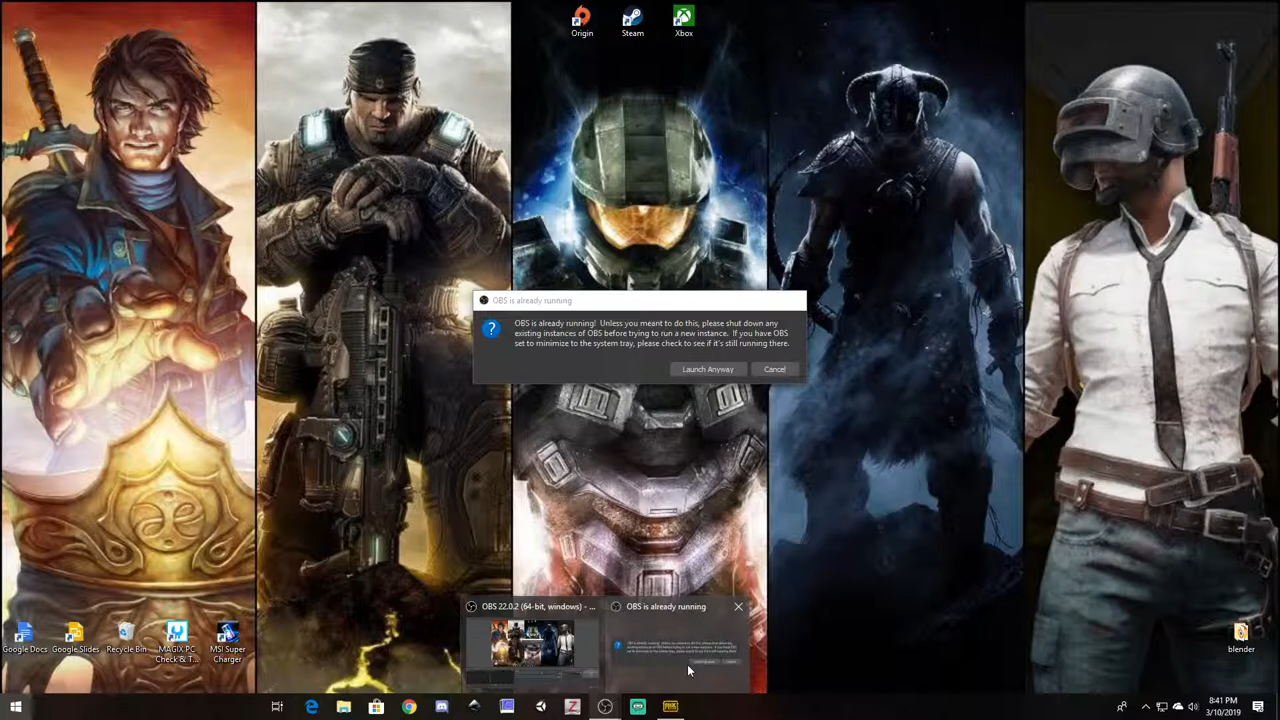 Origin
Steam
Xbox
OBS is already running
OBS is already running! Unless you meant to do this, please shut down any
existing instances of OBS before trying to run a new instance. If you have OBS
set to minimize to the system tray, please check to see if it's still running there.
Launch Anyway
Cancel
OBS 22.0.2 (64-bit, windows) - ...
OBS is already running
Google Docs
Google Slides
Recycle Bin
MAGIX PC
Check & T...
MSI Super
Charger
blender
8:41 PM
3/10/2019